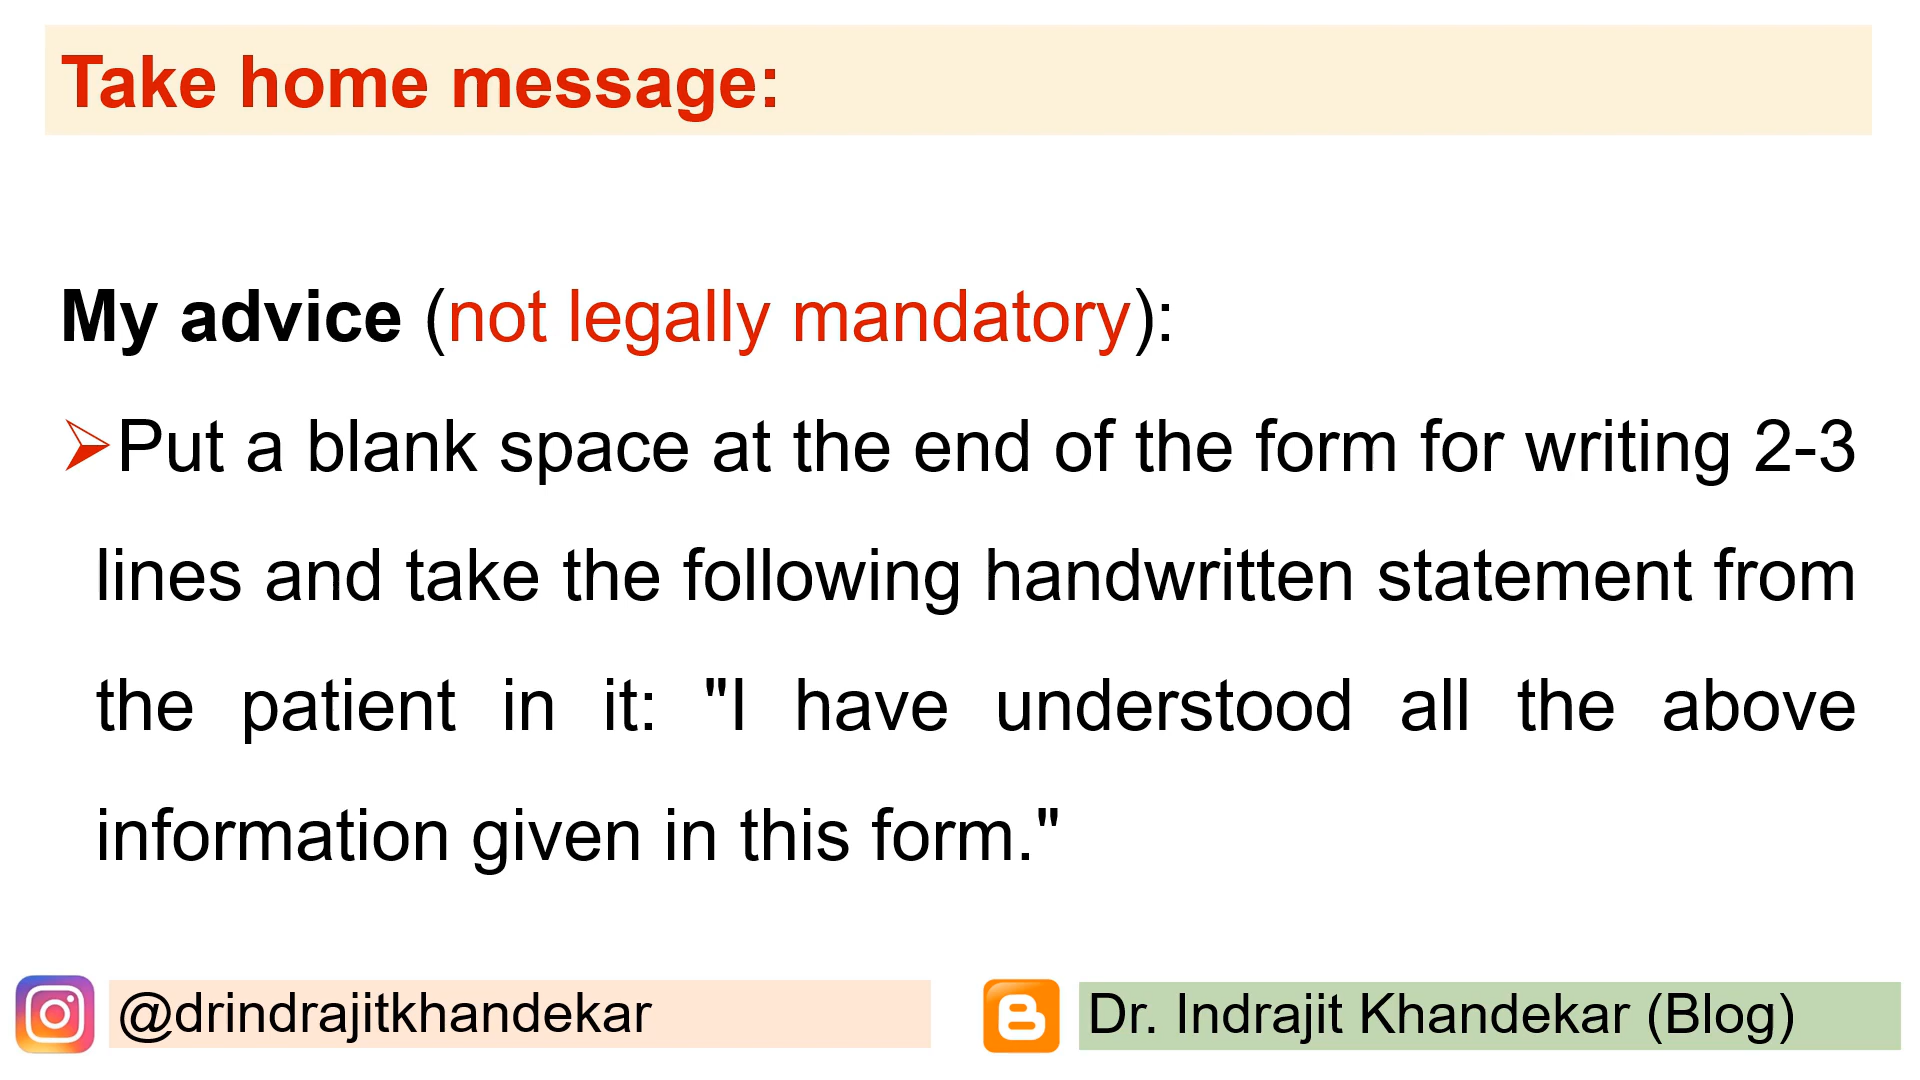 Take home message:
My advice (not legally mandatory):
➢Put a blank space at the end of the form for writing 2-3
lines and take the following handwritten statement from
the patient in it: "I have understood all the above
information given in this form."
@drindrajitkhandekar
Dr. Indrajit Khandekar (Blog)